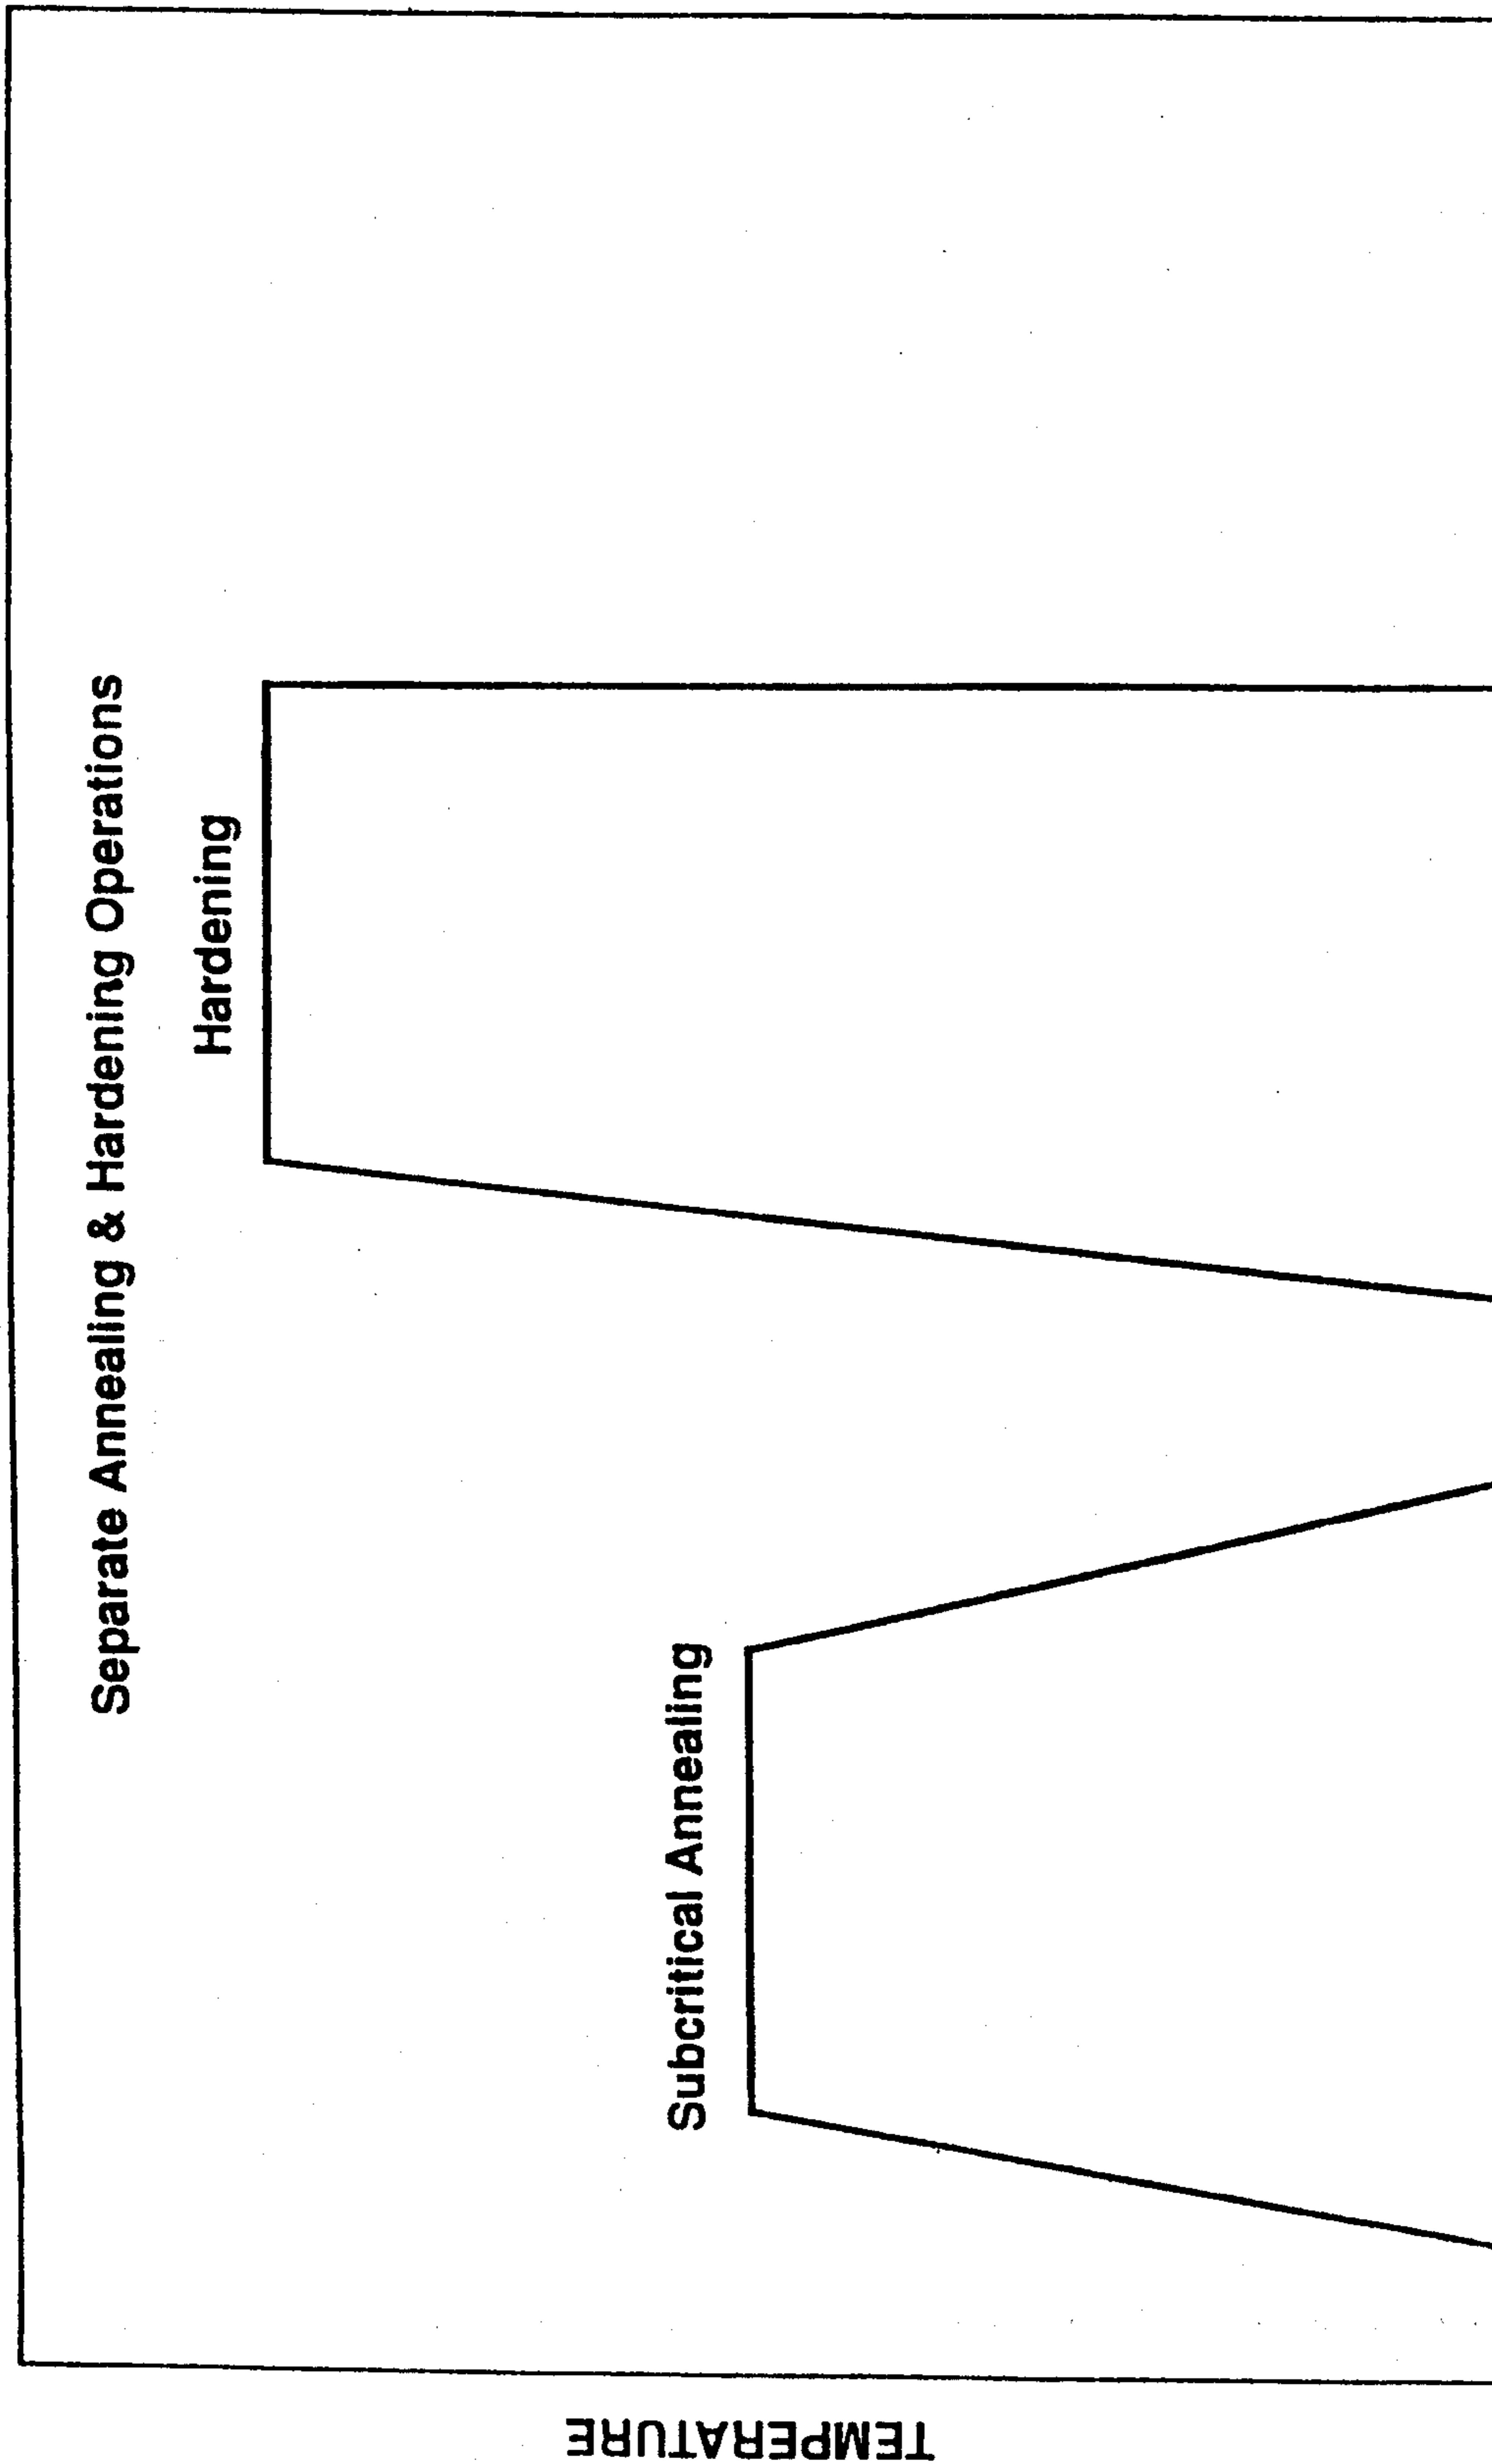 Separate Annealing & Hardening Operations
Hardening
Subcritical Annealing
TEMPERATURE